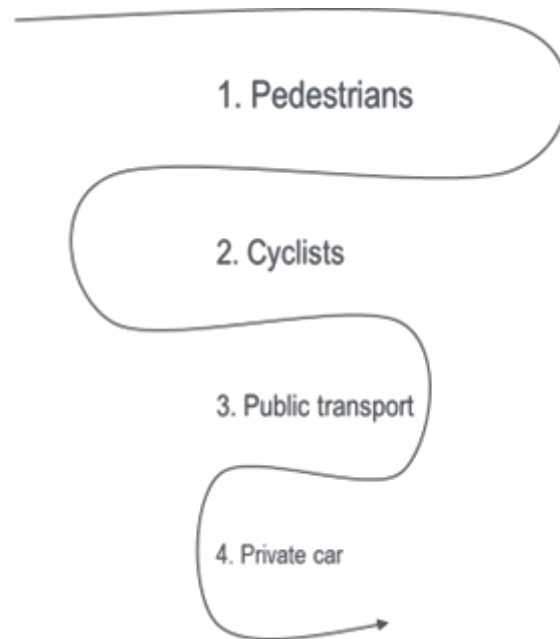 1. Pedestrians
2. Cyclists
3. Public transport
4. Private car